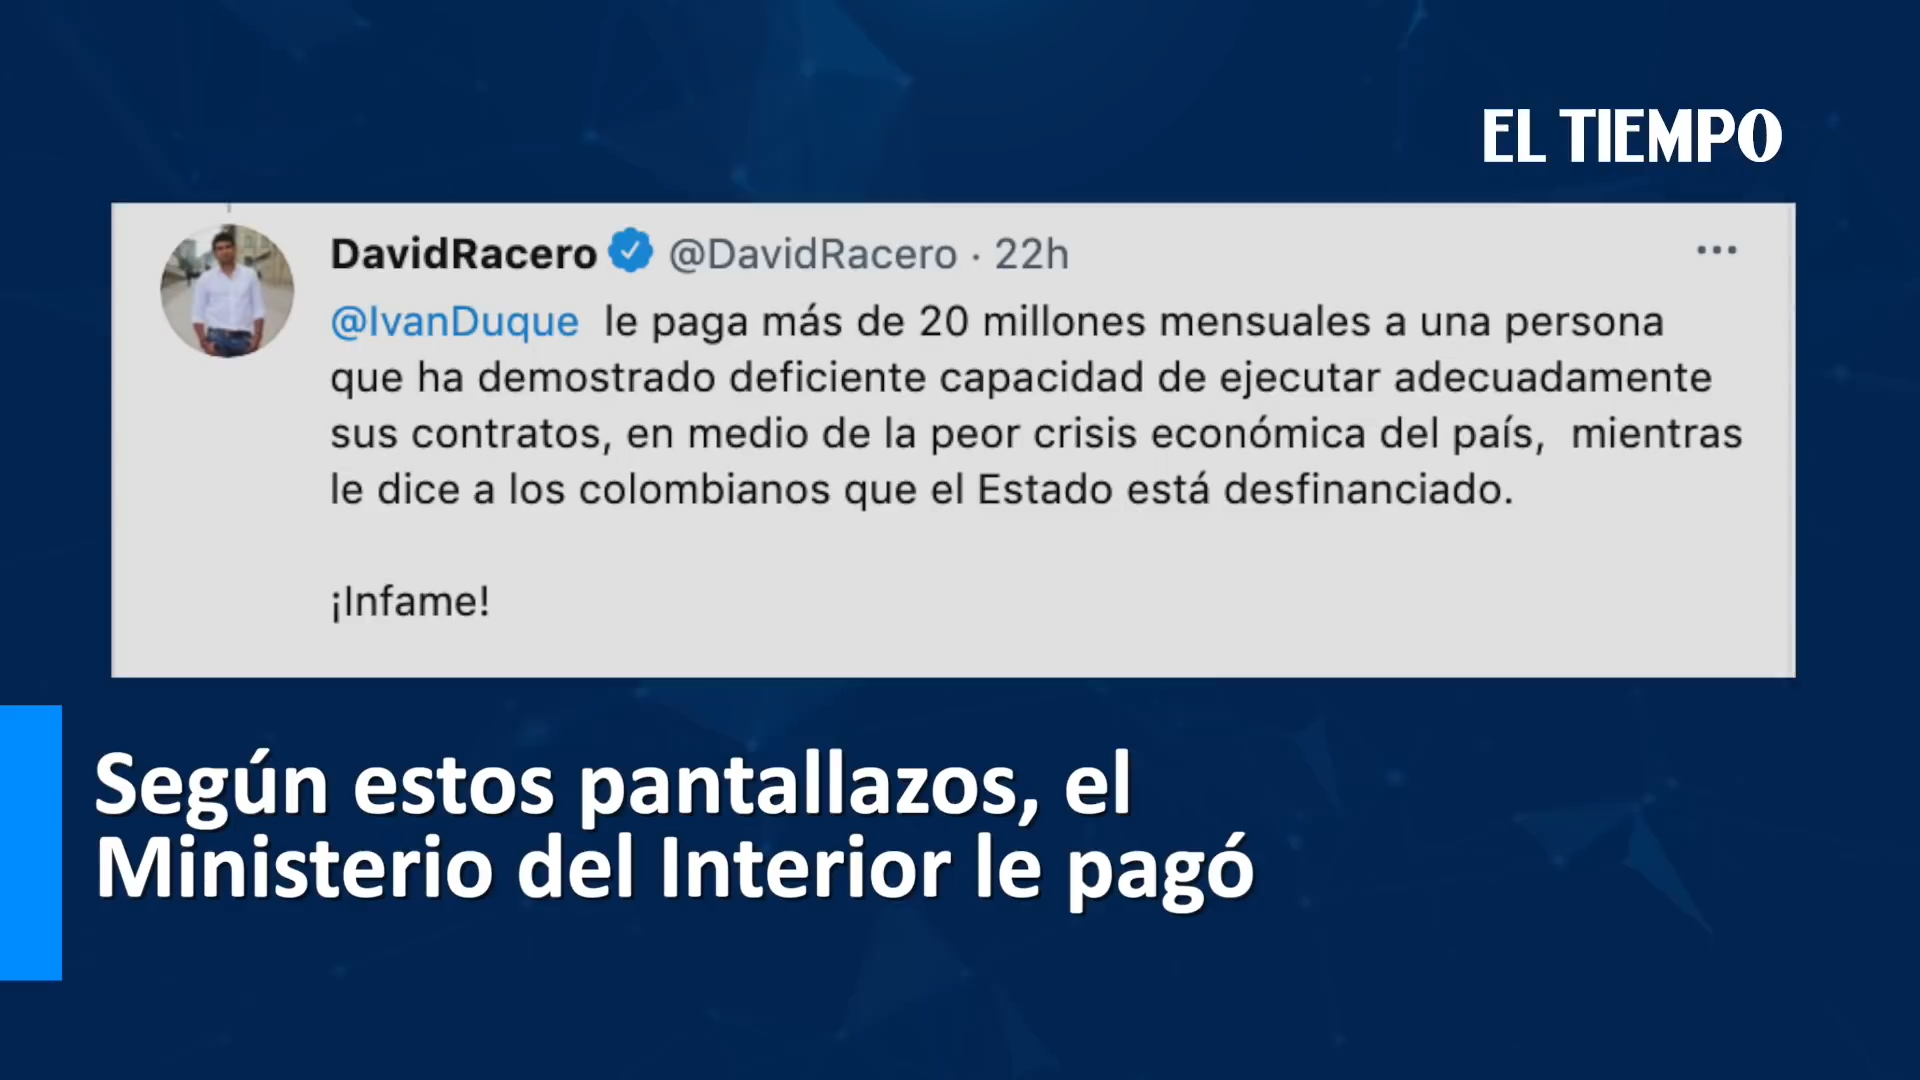 EL TIEMPO
DavidRacero @DavidRacero · 22h
@IvanDuque le paga más de 20 millones mensuales a una persona
que ha demostrado deficiente capacidad de ejecutar adecuadamente
sus contratos, en medio de la peor crisis económica del país, mientras
le dice a los colombianos que el Estado está desfinanciado.
¡Infame!
Según estos pantallazos, el
Ministerio del Interior le pagó